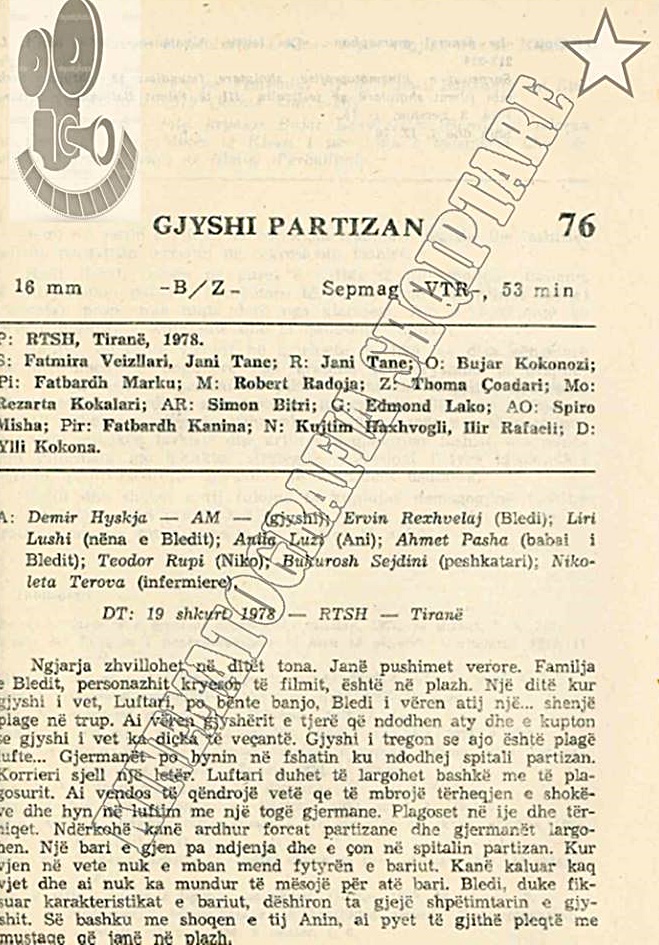 GJYSHI PARTIZAN 76
16 mm -B/Z- Sepmag -VTR-, 53 min
P: RTSH, Tiranë, 1978.
S: Fatmira Veizllari, Jani Tane; R: Jani Tane; O: Bujar Kokonozi;
Pi: Fatbardh Marku; M: Robert Radoja; Z: Thoma Çoadari; Mo:
Rezarta Kokalari; AR: Simon Bitri; G: Edmond Lako; AO: Spiro
Misha; Pir: Fatbardh Kanina; N: Kujtim Haxhvogli, Ilir Rafaeli; D:
Ylli Kokona.
A: Demir Hyskja — AM — (gjyshi); Ervin Rexhvelaj (Bledi); Liri
Lushi (nëna e Bledit); Anila Luzi (Ani); Ahmet Pasha (babai i
Bledit); Teodor Rupi (Niko); Bukurosh Sejdini (peshkatari); Niko-
leta Terova (infermiere).
DT: 19 shkurt 1978 — RTSH — Tiranë
Ngjarja zhvillohet në ditët tona. Janë pushimet verore. Familja
e Bledit, personazhit kryesor të filmit, është në plazh. Një ditë kur
gjyshi i vet, Luftari, po bënte banjo, Bledi i vëren atij një... shenjë
plage në trup. Ai vëren gjyshërit e tjerë që ndodhen aty dhe e kupton
se gjyshi i vet ka diçka të veçantë. Gjyshi i tregon se ajo është plagë
lufte... Gjermanët po hynin në fshatin ku ndodhej spitali partizan.
Korrieri sjell një letër. Luftari duhet të largohet bashkë me të pla-
gosurit. Ai vendos të qëndrojë vetë qe të mbrojë tërheqjen e shokë-
ve dhe hyn në luftim me një togë gjermane. Plagoset në ije dhe tër-
hiqet. Ndërkohë kanë ardhur forcat partizane dhe gjermanët largo-
hen. Një bari e gjen pa ndjenja dhe e çon në spitalin partizan. Kur
vjen në vete nuk e mban mend fytyrën e bariut. Kanë kaluar kaq
vjet dhe ai nuk ka mundur të mësojë për atë bari. Bledi, duke fik-
suar karakteristikat e bariut, dëshiron ta gjejë shpëtimtarin e gjy-
shit. Së bashku me shoqen e tij Anin, ai pyet të gjithë pleqtë me
mustaqe që janë në plazh.
KINEMATOGRAFIA SHQIPTARE